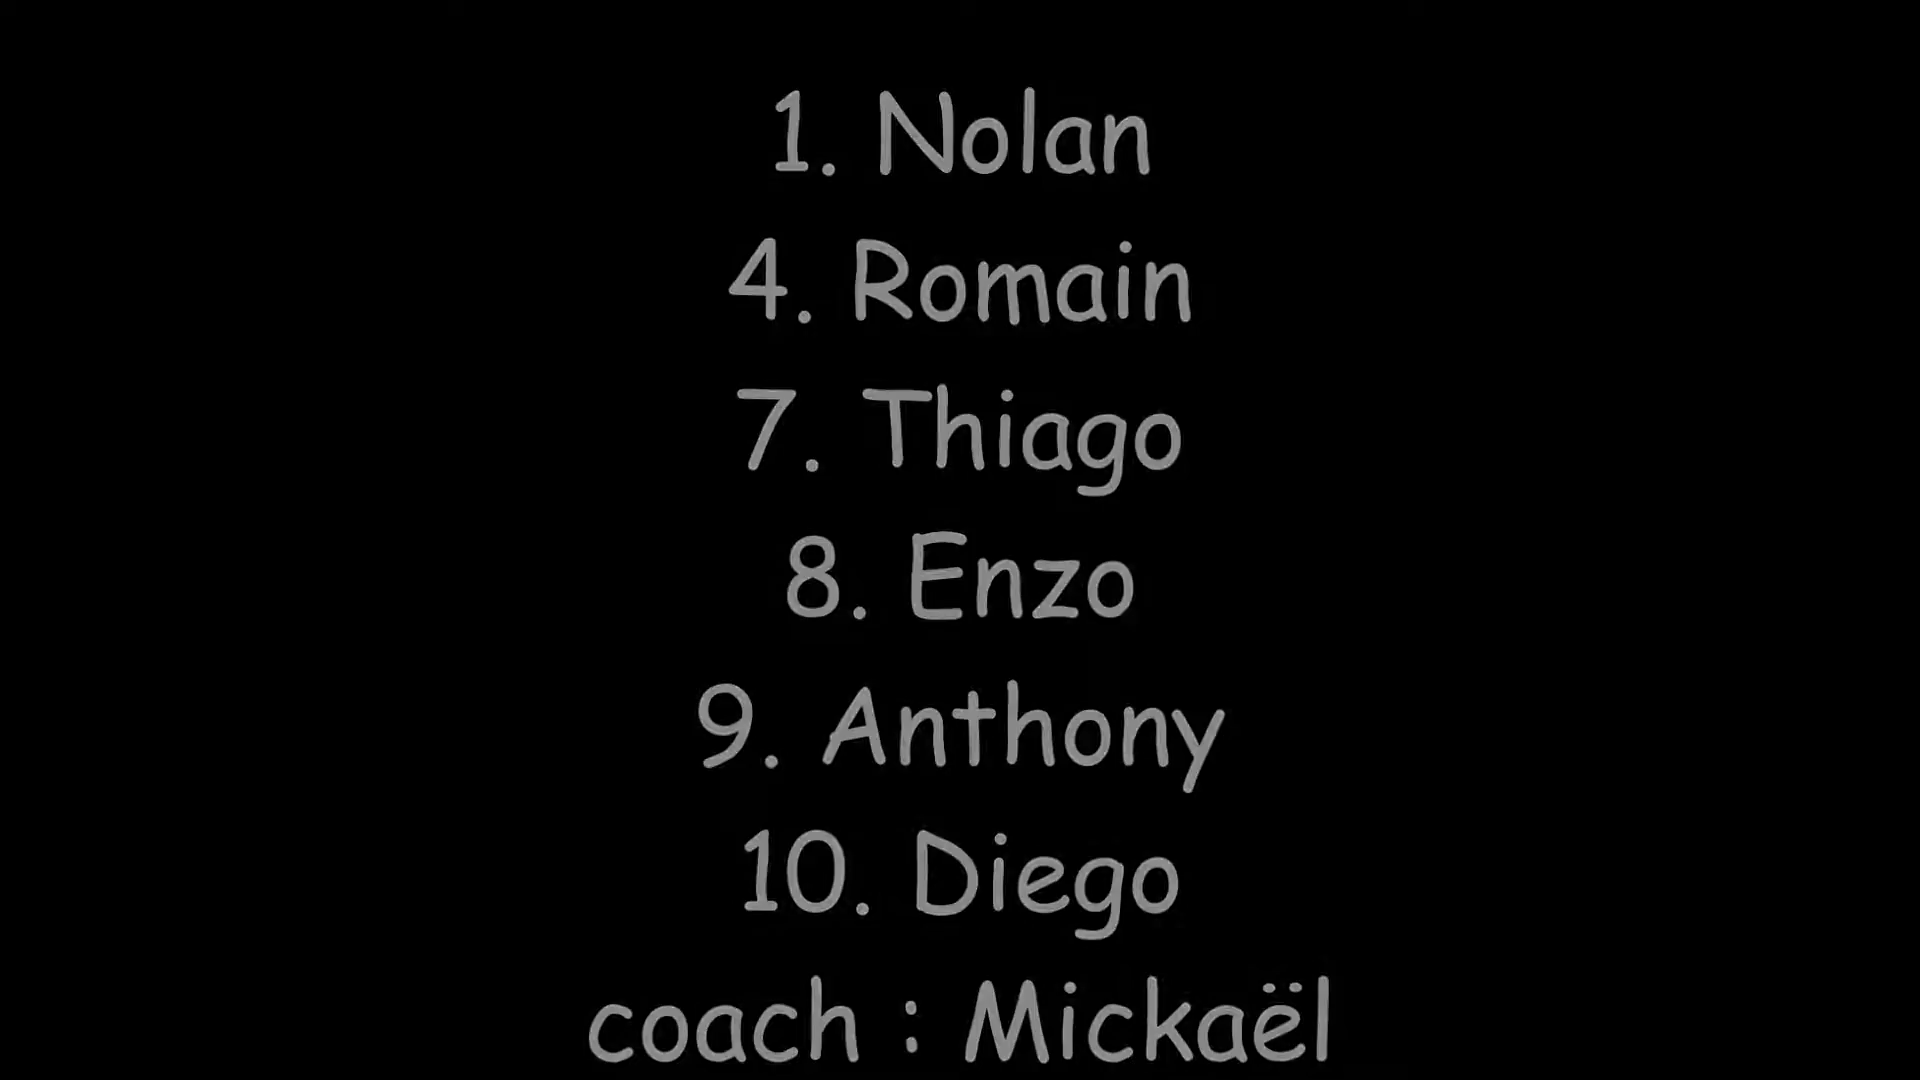 1. Nolan
4. Romain
7. Thiago
8. Enzo
9. Anthony
10. Diego
coach : Mickaël